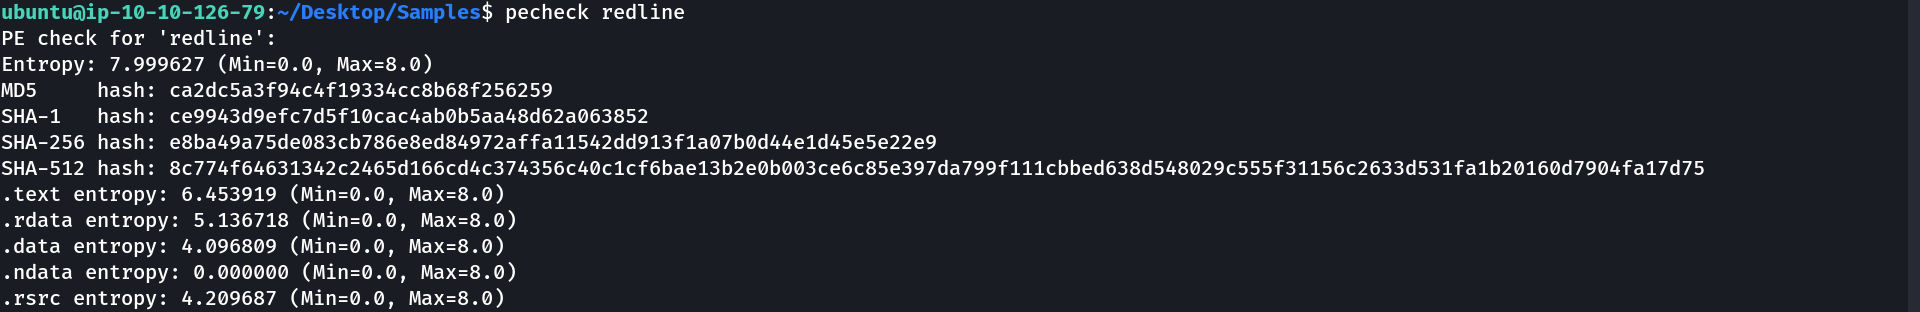 ubuntu@ip-10-10-126-79:~/Desktop/Samples$ pecheck redline
PE check for 'redline':
Entropy: 7.999627 (Min=0.0, Max=8.0)
MD5     hash: ca2dc5a3f94c4f19334cc8b68f256259
SHA-1   hash: ce9943d9efc7d5f10cac4ab0b5aa48d62a063852
SHA-256 hash: e8ba49a75de083cb786e8ed84972affa11542dd913f1a07b0d44e1d45e5e22e9
SHA-512 hash: 8c774f64631342c2465d166cd4c374356c40c1cf6bae13b2e0b003ce6c85e397da799f111cbbed638d548029c555f31156c2633d531fa1b20160d7904fa17d75
.text entropy: 6.453919 (Min=0.0, Max=8.0)
.rdata entropy: 5.136718 (Min=0.0, Max=8.0)
.data entropy: 4.096809 (Min=0.0, Max=8.0)
.ndata entropy: 0.000000 (Min=0.0, Max=8.0)
.rsrc entropy: 4.209687 (Min=0.0, Max=8.0)